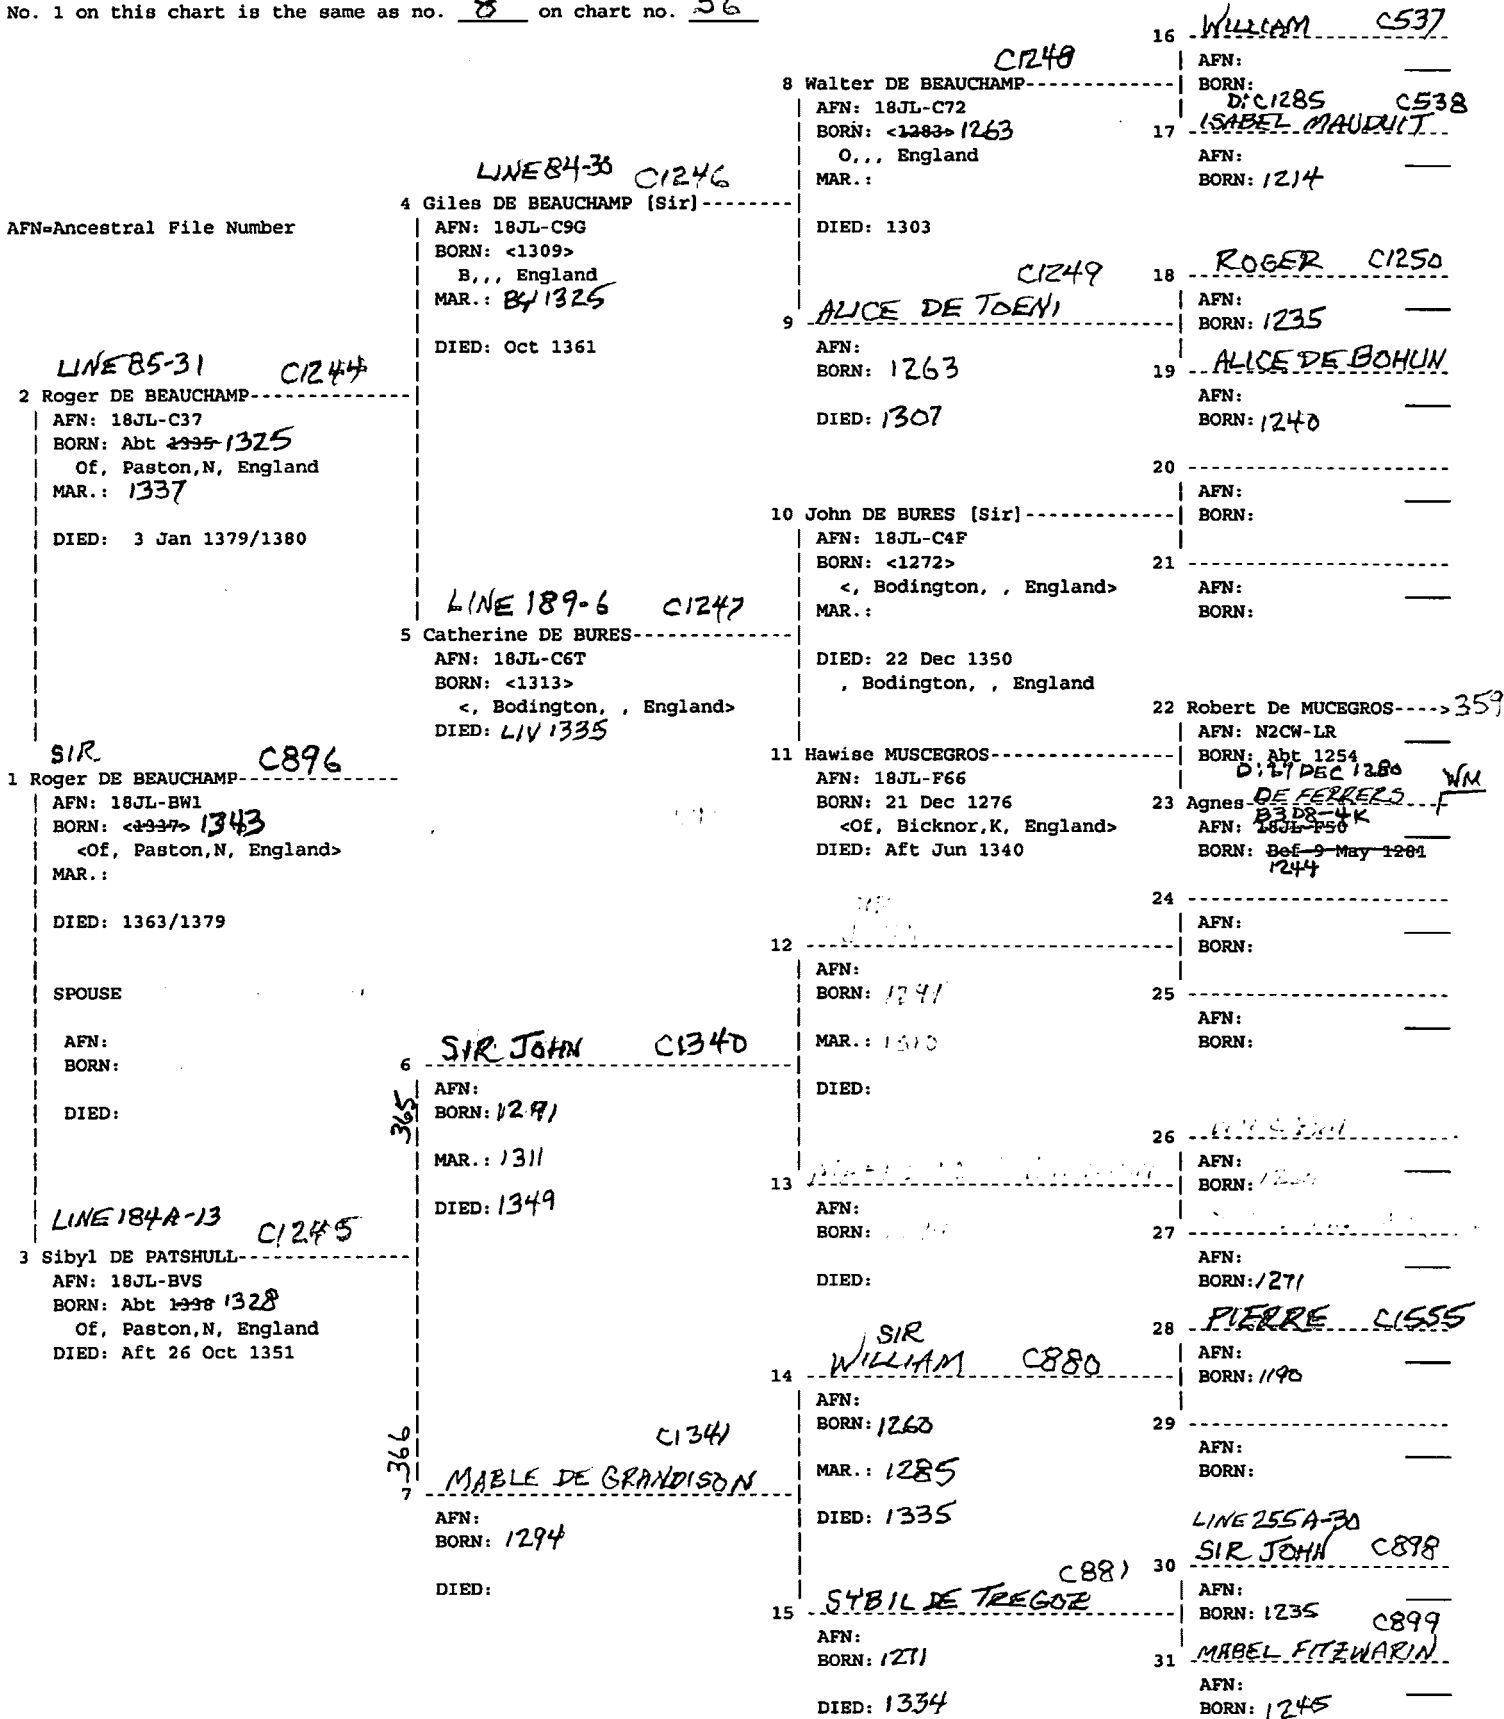 No. 1 on this chart is the same as no. 8 on chart no. 56
AFN=Ancestral File Number
SIR C896
1 Roger DE BEAUCHAMP
AFN: 18JL-BW1
BORN: <1937> 1343
<Of, Paston,N, England>
MAR.:
DIED: 1363/1379
SPOUSE
AFN:
BORN:
DIED:
LINE 85-31 C1244
2 Roger DE BEAUCHAMP
AFN: 18JL-C37
BORN: Abt 1335 1325
Of, Paston,N, England
MAR.: 1337
DIED: 3 Jan 1379/1380
LINE 184A-13 C1245
3 Sibyl DE PATSHULL
AFN: 18JL-BVS
BORN: Abt 1338 1328
Of, Paston,N, England
DIED: Aft 26 Oct 1351
LINE 84-30 C1246
4 Giles DE BEAUCHAMP [Sir]
AFN: 18JL-C9G
BORN: <1309>
B,,, England
MAR.: BY 1325
DIED: Oct 1361
LINE 189-6 C1247
5 Catherine DE BURES
AFN: 18JL-C6T
BORN: <1313>
<, Bodington, , England>
DIED: LIV 1335
6 SIR JOHN C1340
365
AFN:
BORN: 1291
MAR.: 1311
DIED: 1349
366
C1341
7 MABLE DE GRANDISON
AFN:
BORN: 1294
DIED:
C1248
8 Walter DE BEAUCHAMP
AFN: 18JL-C72
BORN: <1283> 1263
O,,, England
MAR.:
DIED: 1303
C1249
9 ALICE DE TOENI
AFN:
BORN: 1263
DIED: 1307
10 John DE BURES [Sir]
AFN: 18JL-C4F
BORN: <1272>
<, Bodington, , England>
MAR.:
DIED: 22 Dec 1350
, Bodington, , England
11 Hawise MUSCEGROS
AFN: 18JL-F66
BORN: 21 Dec 1276
<Of, Bicknor,K, England>
DIED: Aft Jun 1340
12
AFN:
BORN: 1291
MAR.:
DIED:
13
AFN:
BORN:
DIED:
SIR
14 WILLIAM C880
AFN:
BORN: 1260
MAR.: 1285
DIED: 1335
C881
15 SYBIL DE TREGOZ
AFN:
BORN: 1271
DIED: 1334
16 WILLIAM C537
AFN:
BORN:
D: C1285 C538
17 ISABEL MAUDUIT
AFN:
BORN: 1214
18 ROGER C1250
AFN:
BORN: 1235
19 ALICE DE BOHUN
AFN:
BORN: 1240
20
AFN:
BORN:
21
AFN:
BORN:
22 Robert De MUCEGROS----> 359
AFN: N2CW-LR
BORN: Abt 1254
D: 29 DEC 1280 WM
23 Agnes DE FERRERS F
B3D8-4K
AFN: 18JL-F50
BORN: Bef 9 May 1281
1244
24
AFN:
BORN:
25
AFN:
BORN:
26
AFN:
BORN:
27
AFN:
BORN: 1271
28 PIERRE C1555
AFN:
BORN: 1190
29
AFN:
BORN:
LINE 255A-30
30 SIR JOHN C898
AFN:
BORN: 1235
C899
31 MABEL FITZWARIN
AFN:
BORN: 1245